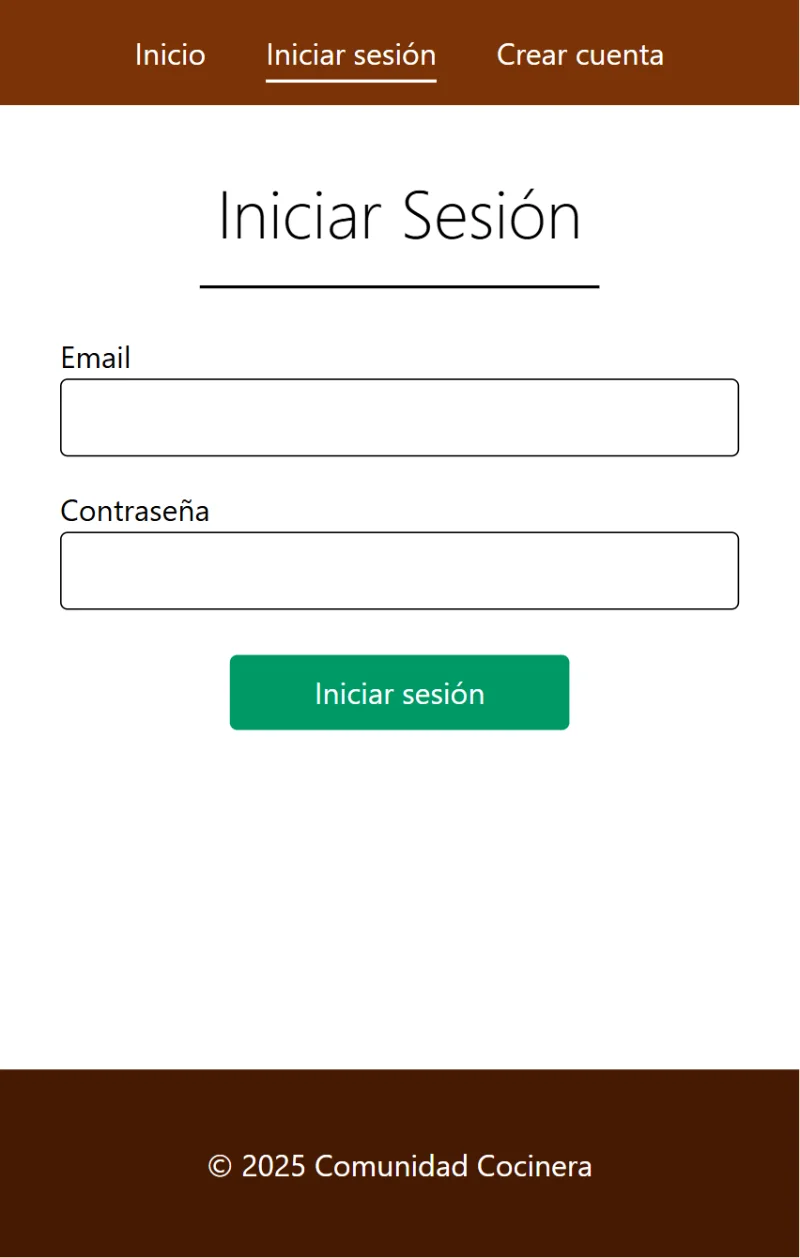 Inicio Iniciar sesión Crear cuenta
Iniciar Sesión
Email
Contraseña
Iniciar sesión
© 2025 Comunidad Cocinera